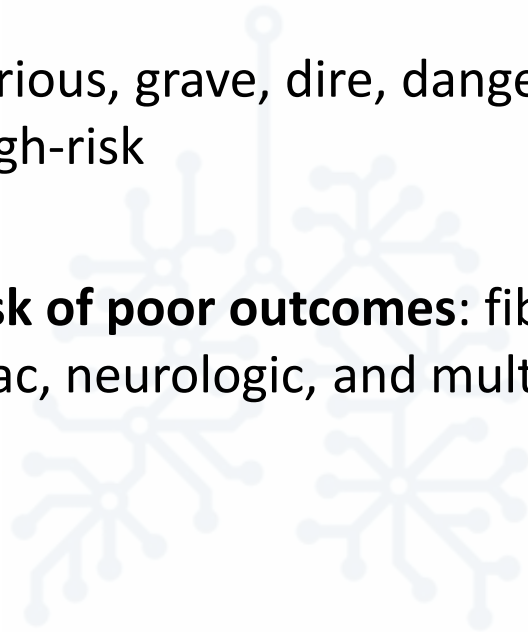 rious, grave, dire, dange
gh-risk
sk of poor outcomes: fib
ac, neurologic, and mult